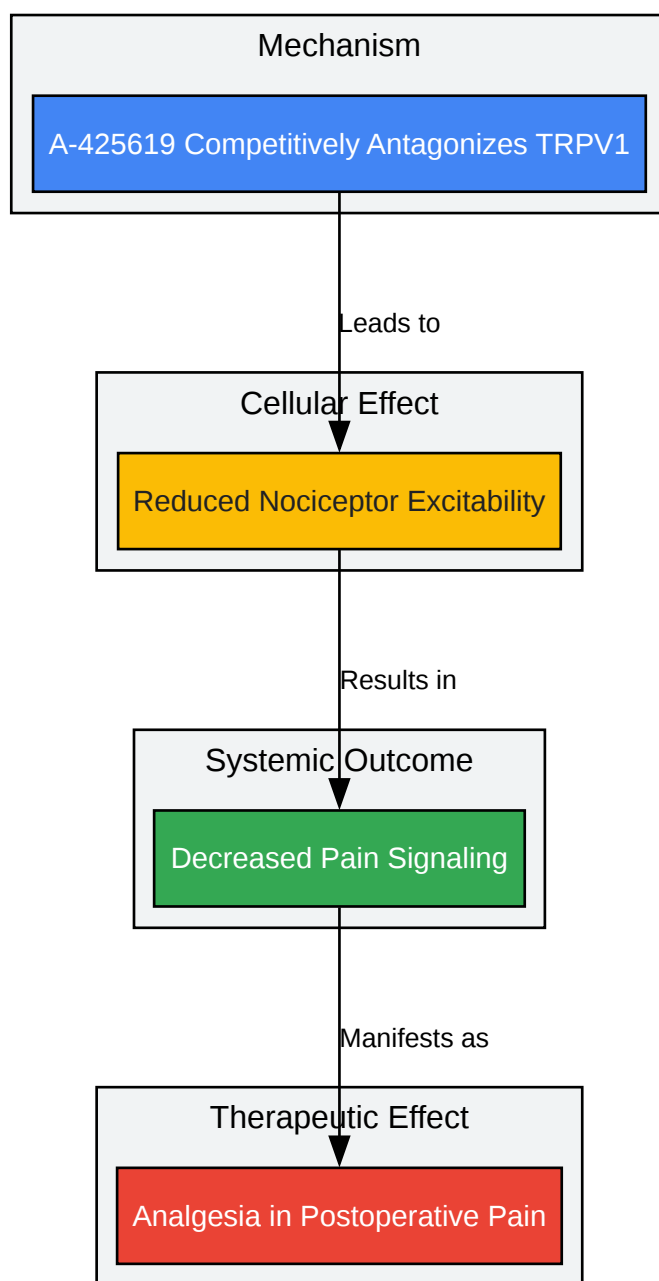 Mechanism
A-425619 Competitively Antagonizes TRPV1
Leads to
Cellular Effect
Reduced Nociceptor Excitability
Results in
Systemic Outcome
Decreased Pain Signaling
Manifests as
Therapeutic Effect
Analgesia in Postoperative Pain